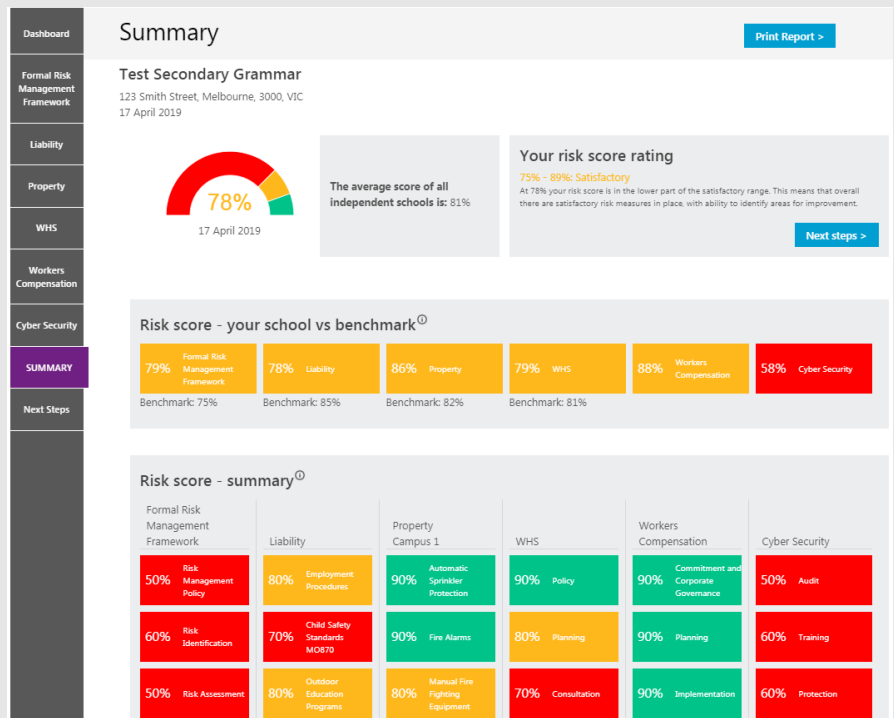 Dashboard
Formal Risk
Management
Framework
Liability
Property
WHS
Workers
Compensation
Cyber Security
SUMMARY
Next Steps
Summary
Print Report >
Test Secondary Grammar
123 Smith Street, Melbourne, 3000, VIC
17 April 2019
78%
17 April 2019
The average score of all
independent schools is: 81%
Your risk score rating
75% - 89%: Satisfactory
At 78% your risk score is in the lower part of the satisfactory range. This means that overall
there are satisfactory risk measures in place, with ability to identify areas for improvement.
Next steps >
Risk score - your school vs benchmark
79% Formal Risk
Management
Framework
78% Liability
86% Property
79% WHS
88% Workers
Compensation
58% Cyber Security
Benchmark: 75%
Benchmark: 85%
Benchmark: 82%
Benchmark: 81%
Risk score - summary
Formal Risk
Management
Framework
Liability
Property
Campus 1
WHS
Workers
Compensation
Cyber Security
50% Risk
Management
Policy
80% Employment
Procedures
90% Automatic
Sprinkler
Protection
90% Policy
90% Commitment and
Corporate
Governance
50% Audit
60% Risk
Identification
70% Child Safety
Standards
MO870
90% Fire Alarms
80% Planning
90% Planning
60% Training
50% Risk Assessment
80% Outdoor
Education
Programs
80% Manual Fire
Fighting
Equipment
70% Consultation
90% Implementation
60% Protection